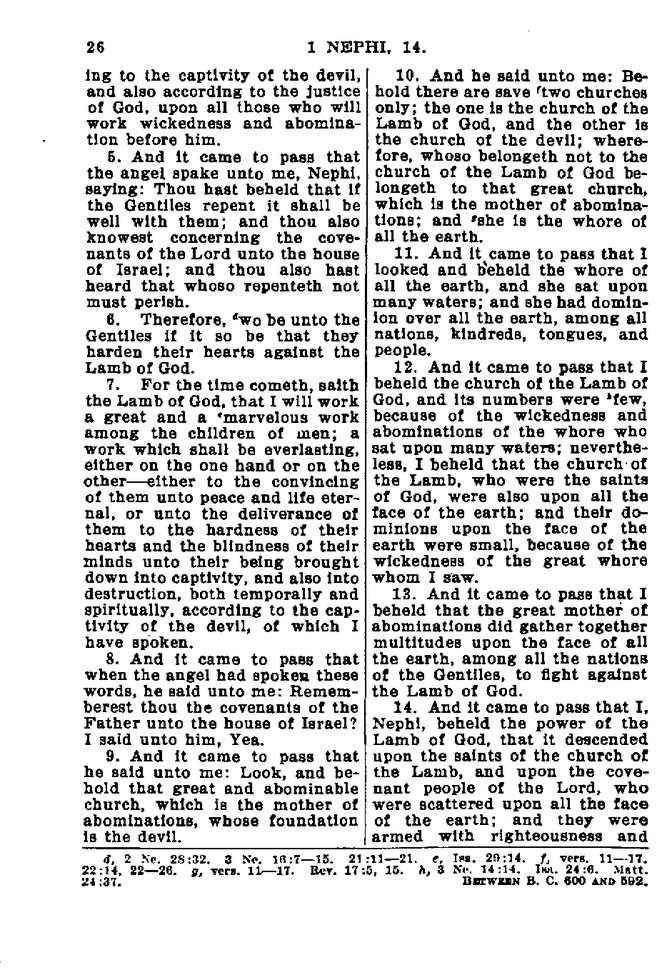 26
1 NEPHI, 14.
ing to the captivity of the devil,
and also according to the justice
of God, upon all those who will
work wickedness and abomina-
tion before him.
5. And it came to pass that
the angel spake unto me, Nephi,
saying: Thou hast beheld that if
the Gentiles repent it shall be
well with them; and thou also
knowest concerning the cove-
nants of the Lord unto the house
of Israel; and thou also hast
heard that whoso repenteth not
must perish.
6. Therefore, dwo be unto the
Gentiles if it so be that they
harden their hearts against the
Lamb of God.
7. For the time cometh, saith
the Lamb of God, that I will work
a great and a emarvelous work
among the children of men; a
work which shall be everlasting,
either on the one hand or on the
other—either to the convincing
of them unto peace and life eter-
nal, or unto the deliverance of
them to the hardness of their
hearts and the blindness of their
minds unto their being brought
down into captivity, and also into
destruction, both temporally and
spiritually, according to the cap-
tivity of the devil, of which I
have spoken.
8. And it came to pass that
when the angel had spoken these
words, he said unto me: Remem-
berest thou the covenants of the
Father unto the house of Israel?
I said unto him, Yea.
9. And it came to pass that
he said unto me: Look, and be-
hold that great and abominable
church, which is the mother of
abominations, whose foundation
is the devil.
10. And he said unto me: Be-
hold there are save ftwo churches
only; the one is the church of the
Lamb of God, and the other is
the church of the devil; where-
fore, whoso belongeth not to the
church of the Lamb of God be-
longeth to that great church,
which is the mother of abomina-
tions; and gshe is the whore of
all the earth.
11. And it came to pass that I
looked and beheld the whore of
all the earth, and she sat upon
many waters; and she had domin-
ion over all the earth, among all
nations, kindreds, tongues, and
people.
12. And it came to pass that I
beheld the church of the Lamb of
God, and its numbers were hfew,
because of the wickedness and
abominations of the whore who
sat upon many waters; neverthe-
less, I beheld that the church of
the Lamb, who were the saints
of God, were also upon all the
face of the earth; and their do-
minions upon the face of the
earth were small, because of the
wickedness of the great whore
whom I saw.
13. And it came to pass that I
beheld that the great mother of
abominations did gather together
multitudes upon the face of all
the earth, among all the nations
of the Gentiles, to fight against
the Lamb of God.
14. And it came to pass that I,
Nephi, beheld the power of the
Lamb of God, that it descended
upon the saints of the church of
the Lamb, and upon the cove-
nant people of the Lord, who
were scattered upon all the face
of the earth; and they were
armed with righteousness and
d, 2 Ne. 28:32. 3 Ne. 16:7—15. 21:11—21. e, Isa. 29:14. f, vers. 11—17.
22:14, 22—26. g, vers. 11—17. Rev. 17:5, 15. h, 3 Ne. 14:14. Isa. 24:6. Matt.
24:37. BETWEEN B. C. 600 AND 592.